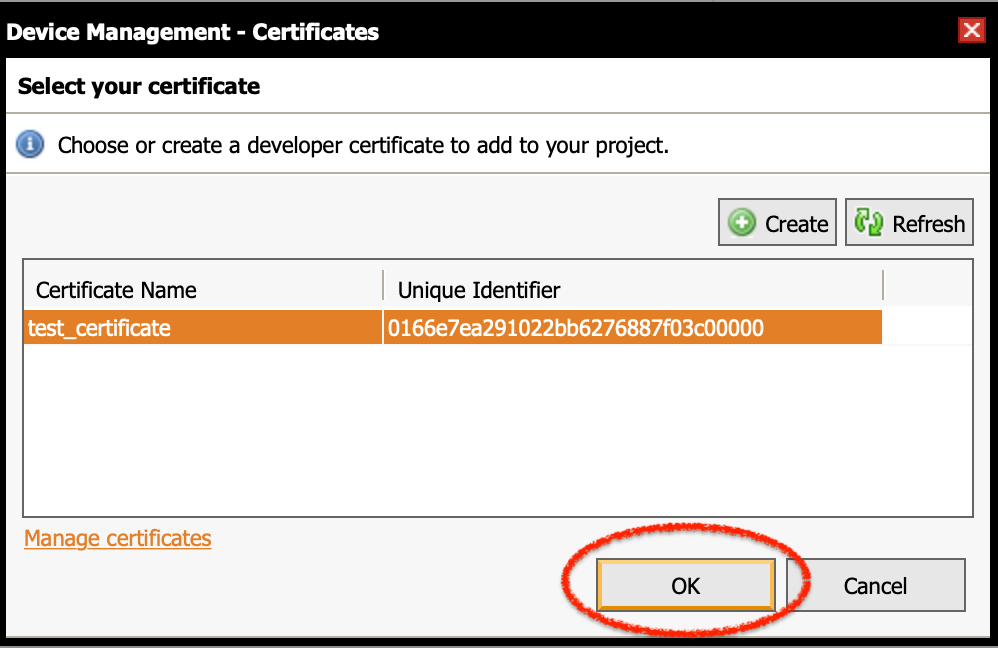 Device Management - Certificates
Select your certificate
Choose or create a developer certificate to add to your project.
Create
Refresh
Certificate Name
Unique Identifier
test_certificate
0166e7ea291022bb6276887f03c00000
Manage certificates
OK
Cancel